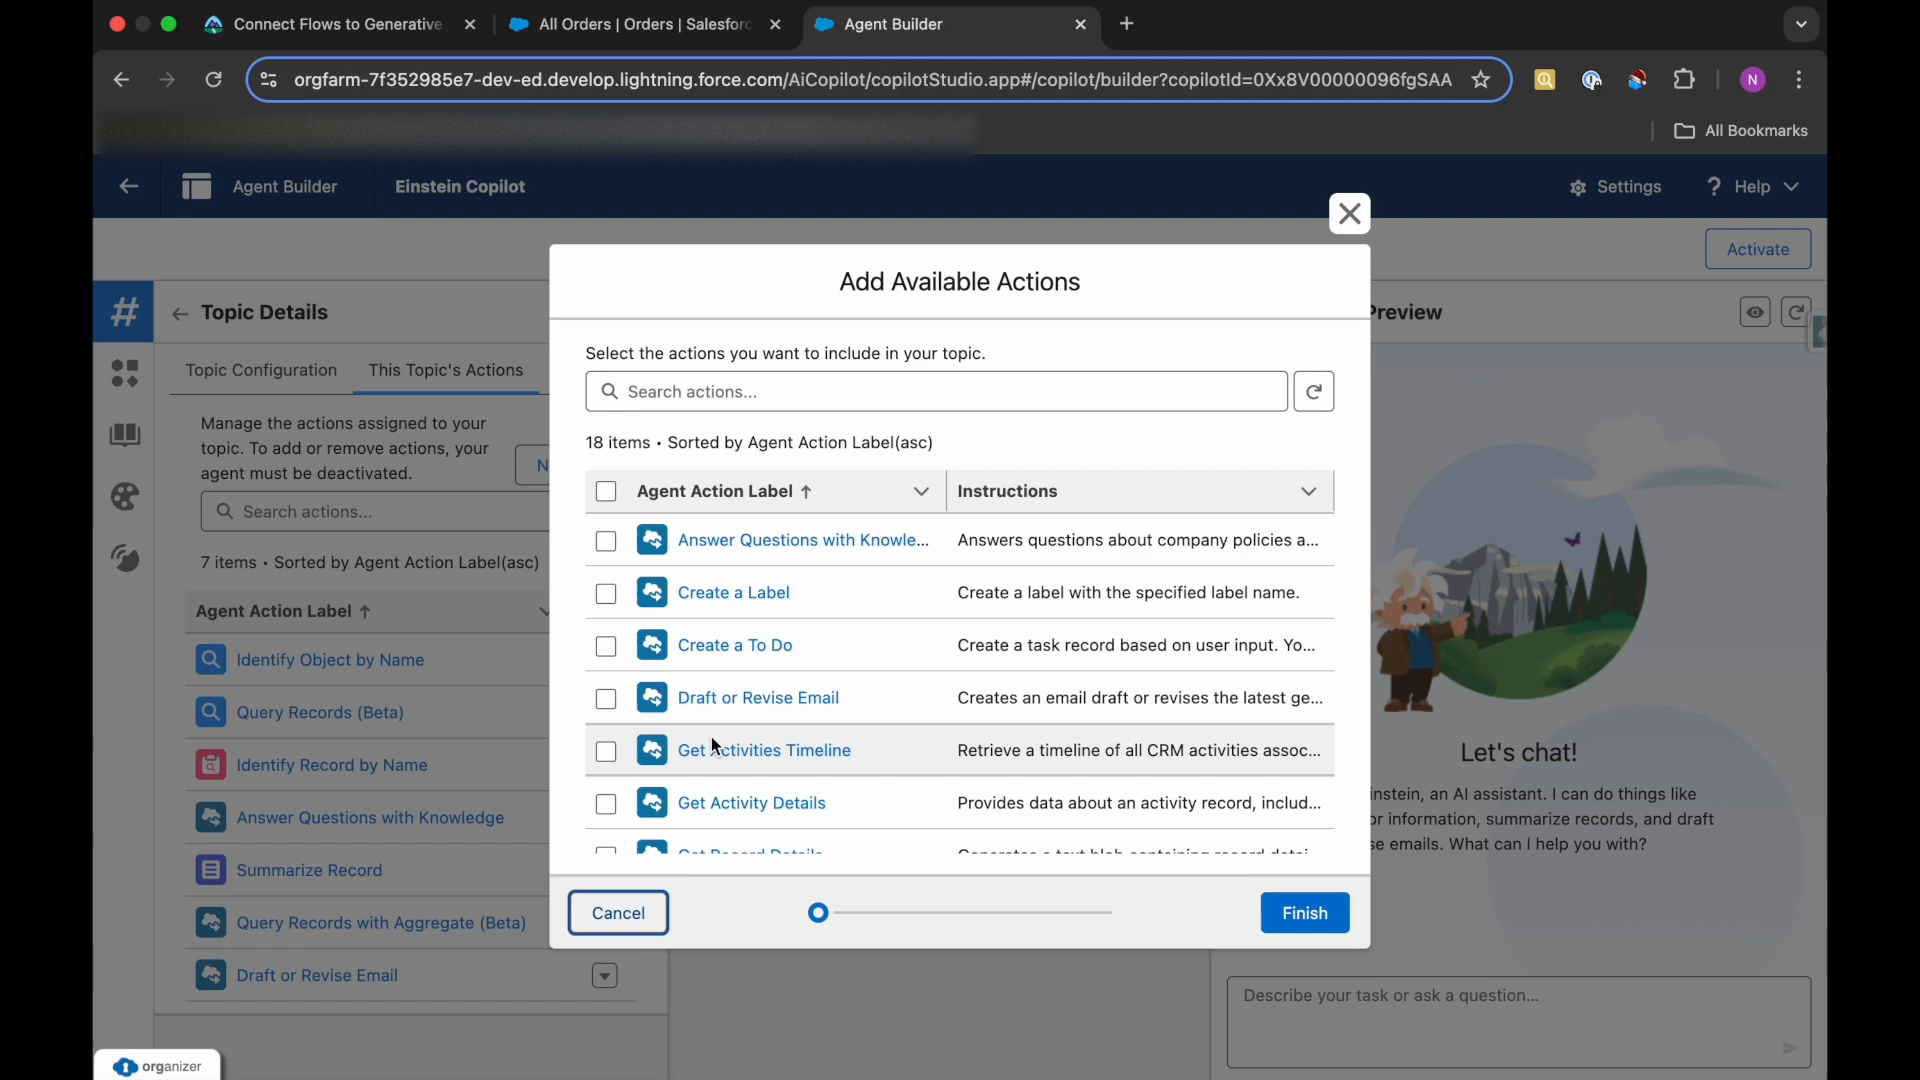 Connect Flows to Generative
All Orders | Orders | Salesforc
Agent Builder
orgfarm-7f352985e7-dev-ed.develop.lightning.force.com/AiCopilot/copilotStudio.app#/copilot/builder?copilotId=0Xx8V00000096fgSAA
N
All Bookmarks
Agent Builder
Einstein Copilot
Settings
? Help
Activate
# Topic Details
Preview
Topic Configuration
This Topic's Actions
Manage the actions assigned to your
topic. To add or remove actions, your
agent must be deactivated.
N
Search actions...
7 items • Sorted by Agent Action Label(asc)
Agent Action Label ↑
Identify Object by Name
Query Records (Beta)
Identify Record by Name
Answer Questions with Knowledge
Summarize Record
Query Records with Aggregate (Beta)
Draft or Revise Email
Add Available Actions
Select the actions you want to include in your topic.
Search actions...
18 items • Sorted by Agent Action Label(asc)
Agent Action Label ↑
Instructions
Answer Questions with Knowle...
Answers questions about company policies a...
Create a Label
Create a label with the specified label name.
Create a To Do
Create a task record based on user input. Yo...
Draft or Revise Email
Creates an email draft or revises the latest ge...
Get Activities Timeline
Retrieve a timeline of all CRM activities assoc...
Get Activity Details
Provides data about an activity record, includ...
Cancel
Finish
Let's chat!
instein, an AI assistant. I can do things like
or information, summarize records, and draft
se emails. What can I help you with?
Describe your task or ask a question...
organizer